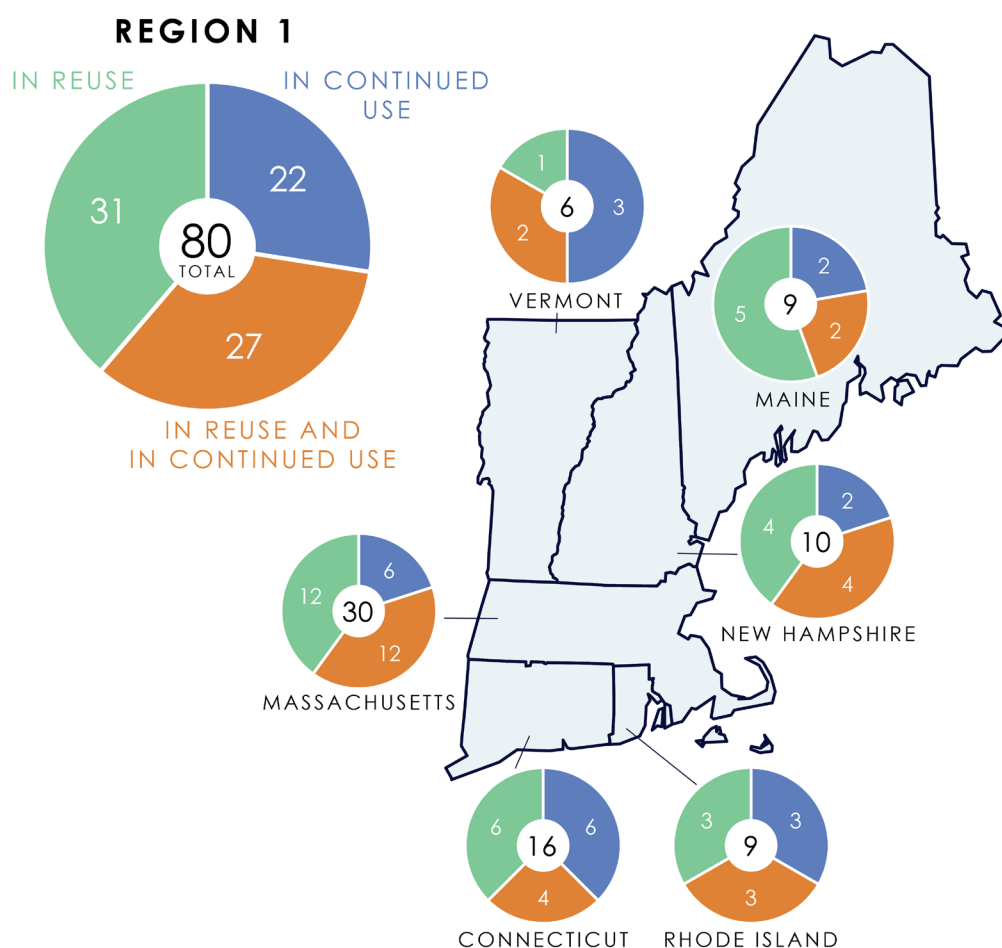 REGION 1
IN REUSE
IN CONTINUED
USE
31
22
80
TOTAL
27
IN REUSE AND
IN CONTINUED USE
1
3
6
2
VERMONT
2
5
9
2
MAINE
2
4
10
4
NEW HAMPSHIRE
6
12
30
12
MASSACHUSETTS
6
6
16
4
CONNECTICUT
3
3
9
3
RHODE ISLAND